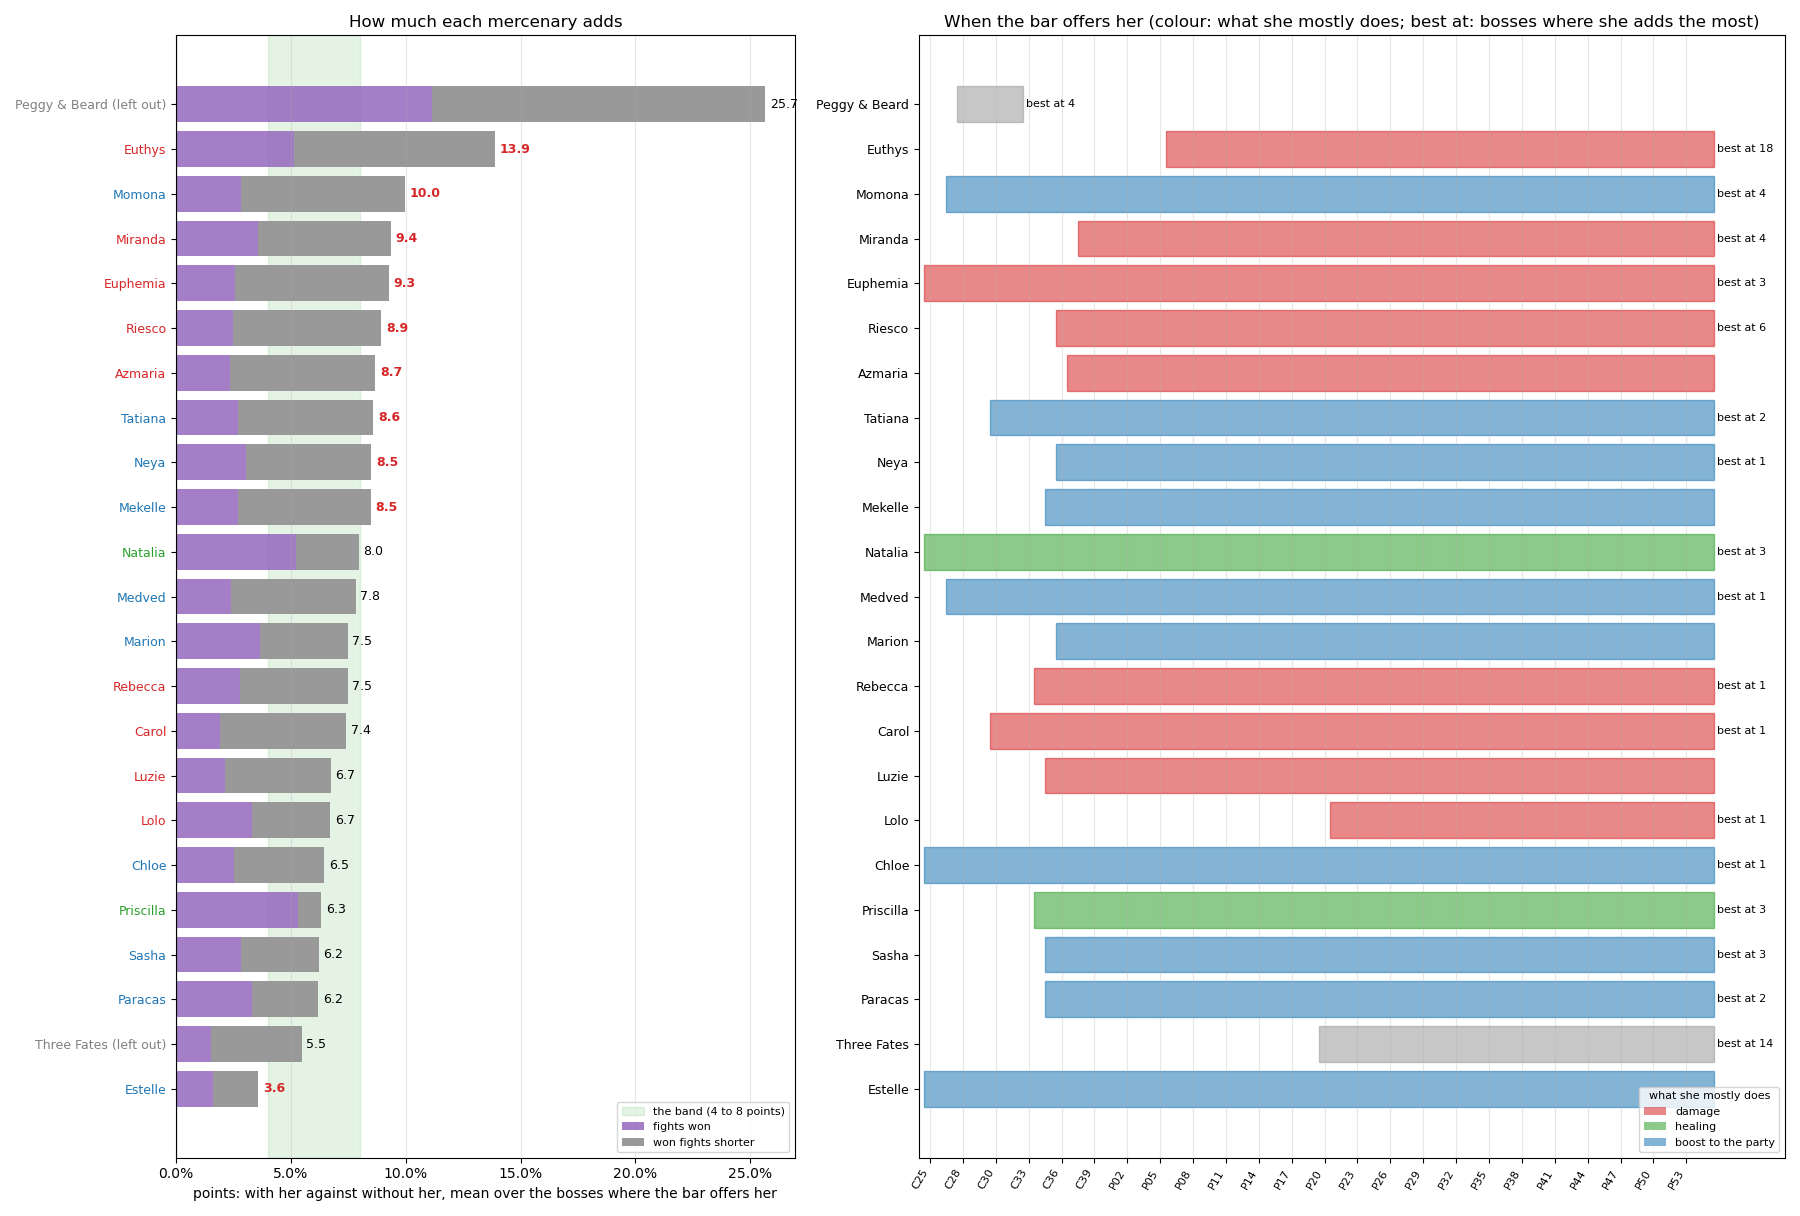 How much each mercenary adds
Peggy & Beard (left out)
25.7
Euthys
13.9
Momona
10.0
Miranda
9.4
Euphemia
9.3
Riesco
8.9
Azmaria
8.7
Tatiana
8.6
Neya
8.5
Mekelle
8.5
Natalia
8.0
Medved
7.8
Marion
7.5
Rebecca
7.5
Carol
7.4
Luzie
6.7
Lolo
6.7
Chloe
6.5
Priscilla
6.3
Sasha
6.2
Paracas
6.2
Three Fates (left out)
5.5
Estelle
3.6
the band (4 to 8 points)
fights won
won fights shorter
0.0% 5.0% 10.0% 15.0% 20.0% 25.0%
points: with her against without her, mean over the bosses where the bar offers her
When the bar offers her (colour: what she mostly does; best at: bosses where she adds the most)
Peggy & Beard
best at 4
Euthys
best at 18
Momona
best at 4
Miranda
best at 4
Euphemia
best at 3
Riesco
best at 6
Azmaria
Tatiana
best at 2
Neya
best at 1
Mekelle
Natalia
best at 3
Medved
best at 1
Marion
Rebecca
best at 1
Carol
best at 1
Luzie
Lolo
best at 1
Chloe
best at 1
Priscilla
best at 3
Sasha
best at 3
Paracas
best at 2
Three Fates
best at 14
Estelle
what she mostly does
damage
healing
boost to the party
C25 C28 C30 C33 C36 C39 P02 P05 P08 P11 P14 P17 P20 P23 P26 P29 P32 P35 P38 P41 P44 P47 P50 P53